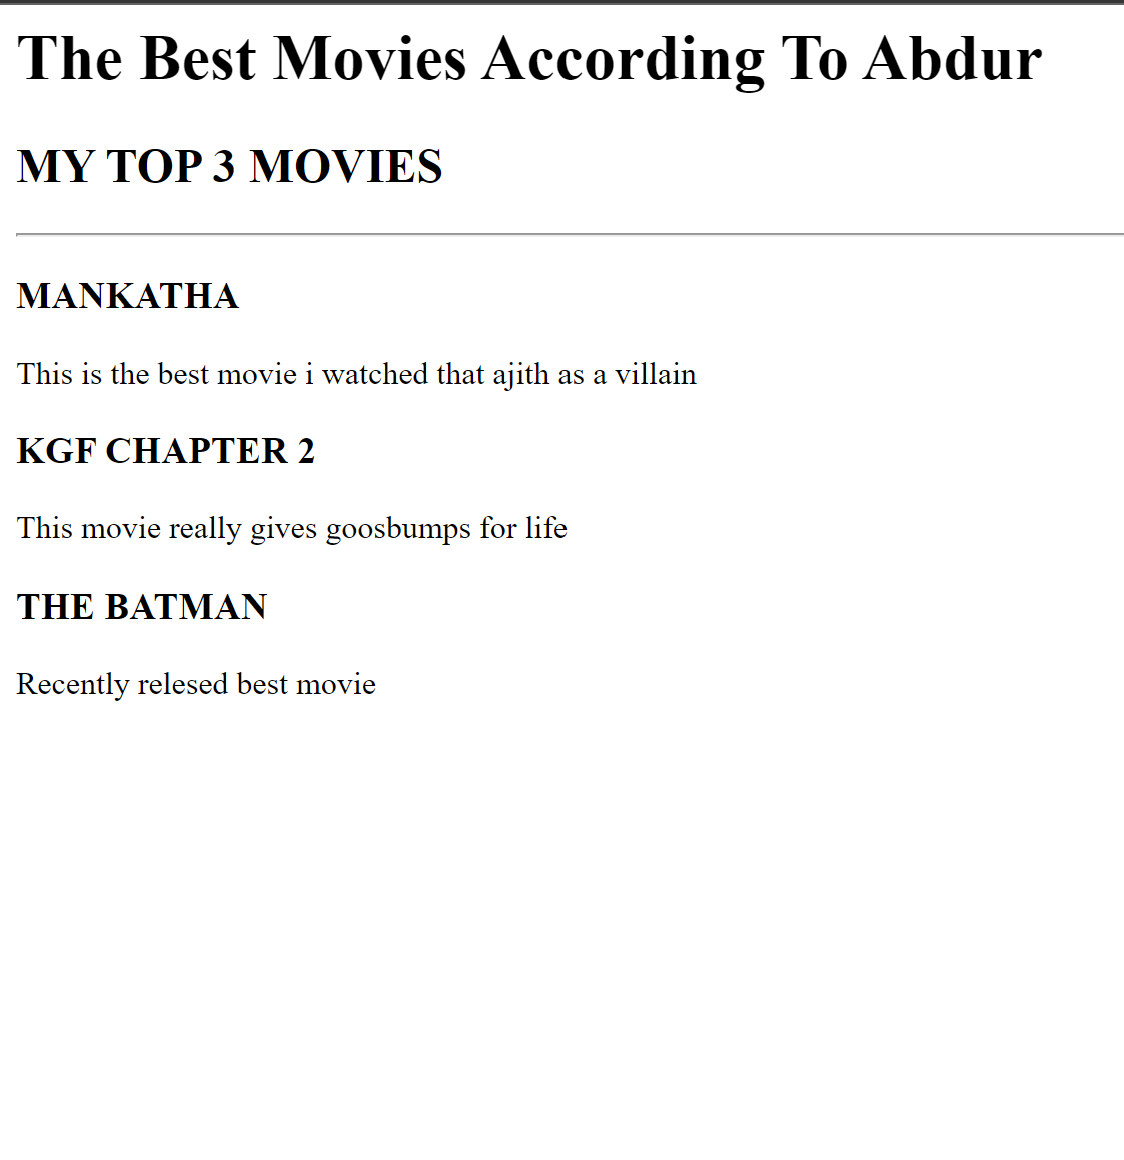 The Best Movies According To Abdur
MY TOP 3 MOVIES
MANKATHA
This is the best movie i watched that ajith as a villain
KGF CHAPTER 2
This movie really gives goosbumps for life
THE BATMAN
Recently relesed best movie